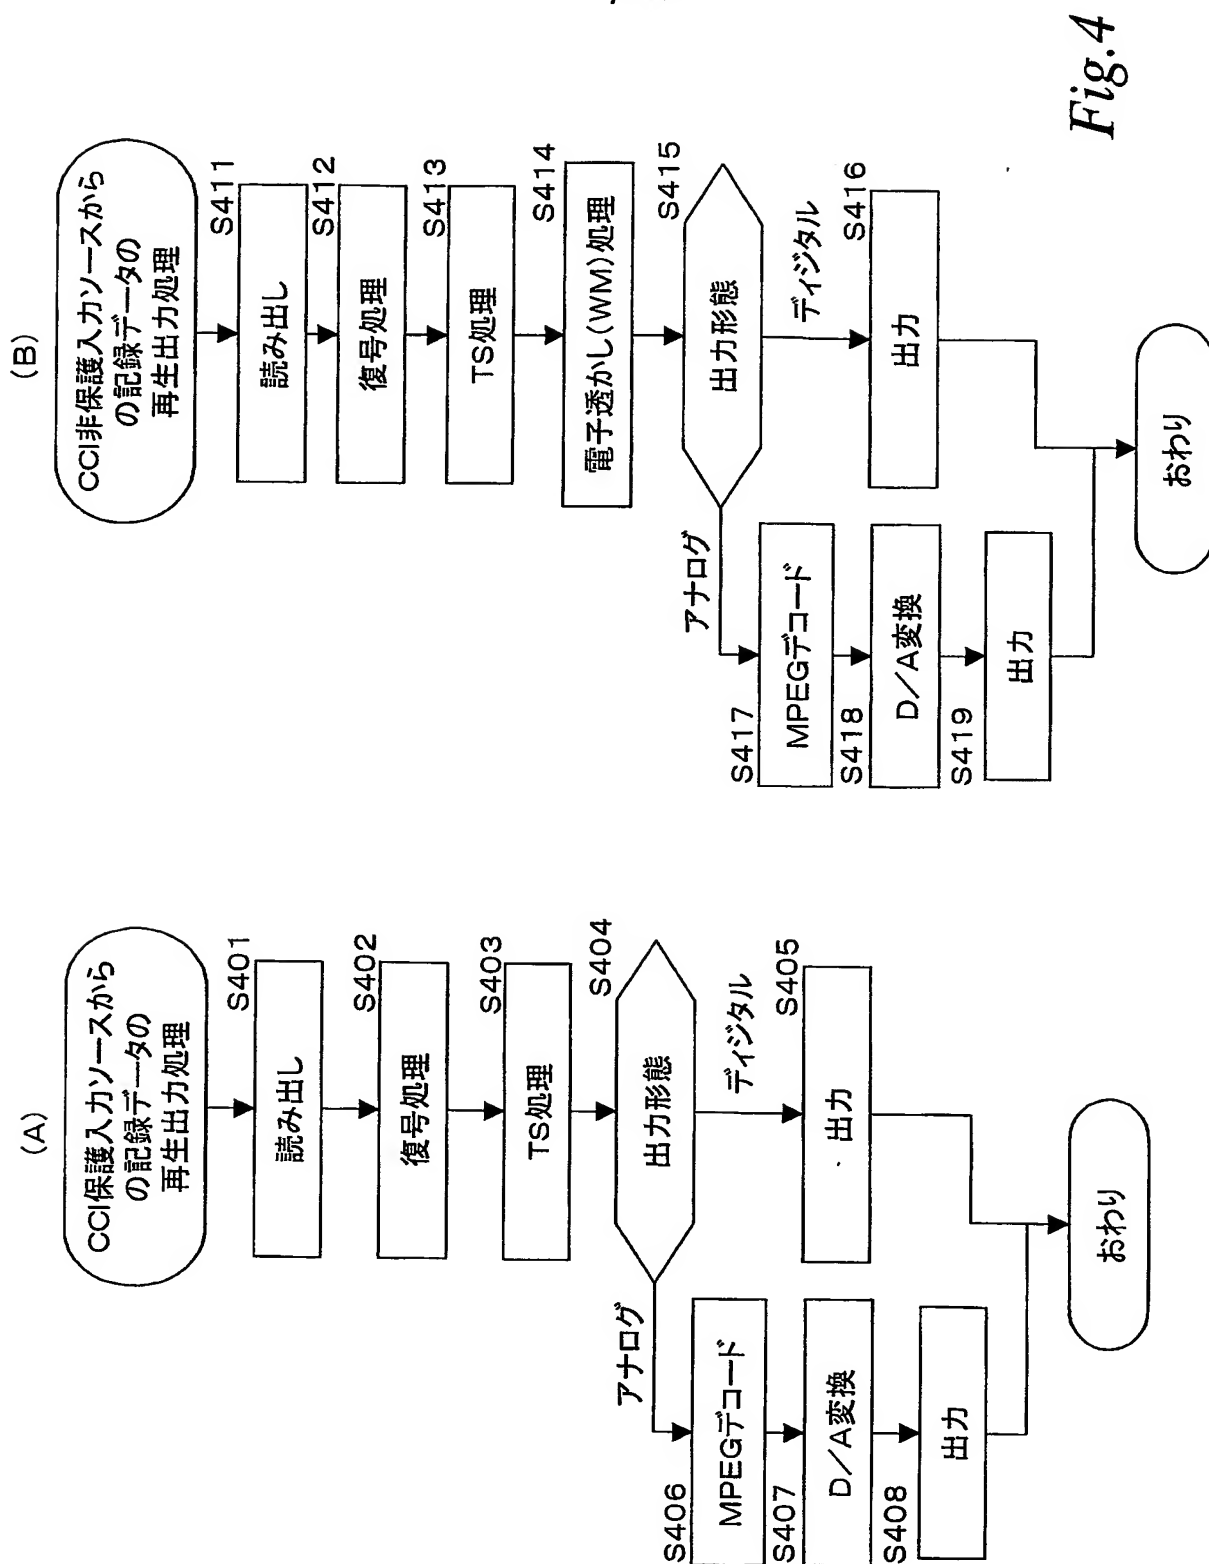 (A)
CCI保護入力ソースから
の記録データの
再生出力処理
S401
読み出し
S402
復号処理
S403
TS処理
S404
出力形態
アナログ
ディジタル
S405
出力
S406
MPEGデコード
S407
D/A変換
S408
出力
おわり
(B)
CCI非保護入力ソースから
の記録データの
再生出力処理
S411
読み出し
S412
復号処理
S413
TS処理
S414
電子透かし(WM)処理
S415
出力形態
アナログ
ディジタル
S416
出力
S417
MPEGデコード
S418
D/A変換
S419
出力
おわり
Fig.4